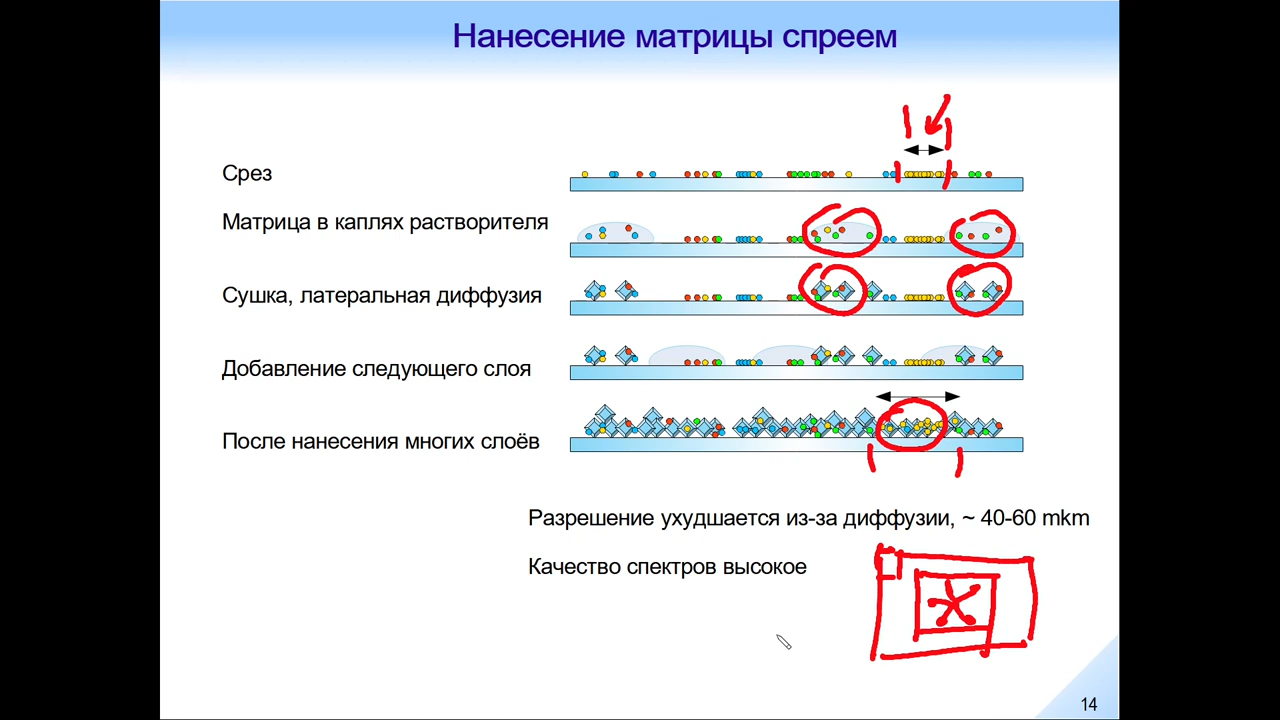 Нанесение матрицы спреем
Срез
Матрица в каплях растворителя
Сушка, латеральная диффузия
Добавление следующего слоя
После нанесения многих слоёв
Разрешение ухудшается из-за диффузии, ~ 40-60 mkm
Качество спектров высокое
14